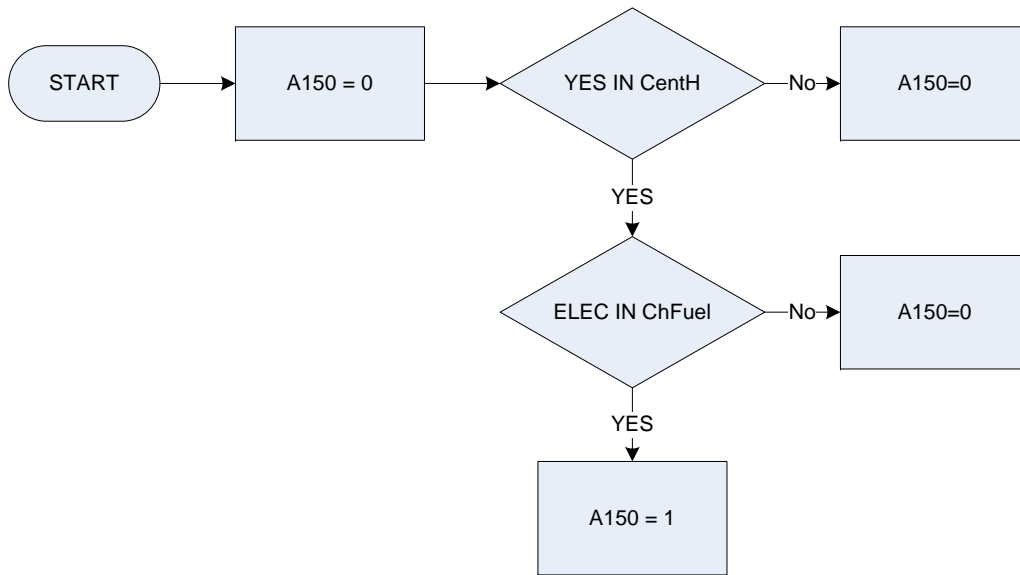 START
A150 = 0
YES IN CentH
No
A150=0
YES
ELEC IN ChFuel
No
A150=0
YES
A150 = 1